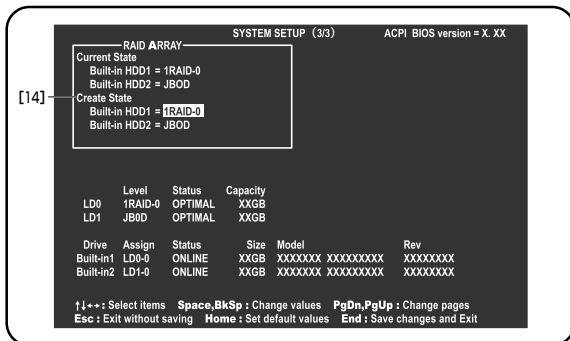 SYSTEM SETUP (3/3) ACPI BIOS version = X. XX
RAID ARRAY
Current State
Built-in HDD1 = 1RAID-0
Built-in HDD2 = JBOD
[14]
Create State
Built-in HDD1 = 1RAID-0
Built-in HDD2 = JBOD
Level Status Capacity
LD0 1RAID-0 OPTIMAL XXGB
LD1 JB0D OPTIMAL XXGB
Drive Assign Status Size Model Rev
Built-in1 LD0-0 ONLINE XXGB XXXXXXX XXXXXXXXX XXXXXXXX
Built-in2 LD1-0 ONLINE XXGB XXXXXXX XXXXXXXXX XXXXXXXX
↑↓←→ : Select items Space,BkSp : Change values PgDn,PgUp : Change pages
Esc : Exit without saving Home : Set default values End : Save changes and Exit